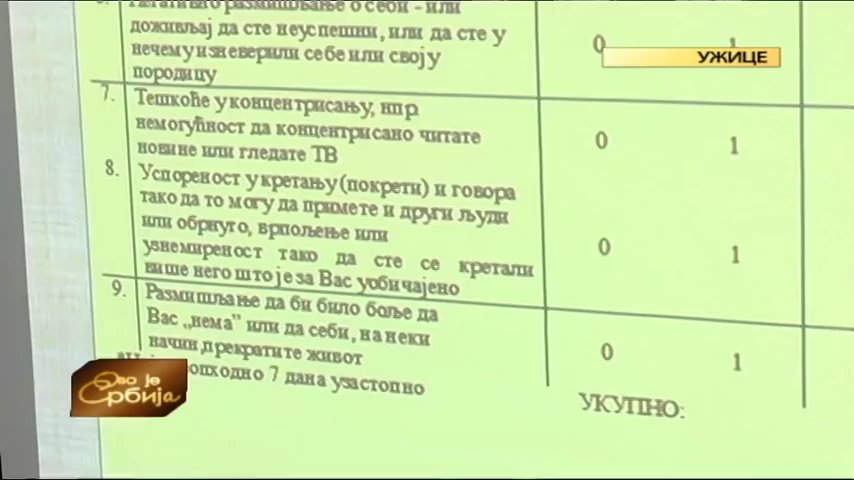 размишљање о себи - или
доживљај да сте неуспешни, или да сте у
нечему изневерили себе или своју
породицу
0 1
УЖИЦЕ
7. Тешкоће у концентрисању, нпр.
немогућност да концентрисано читате
новине или гледате ТВ
0 1
8. Успореност у кретању (покрети) и говора
тако да то могу да примете и други људи
или обрнуто, врпољење или
узнемиреност тако да сте се кретали
више него што је за Вас уобичајено
0 1
9. Размишљање да би било боље да
Вас „нема” или да себи, на неки
начин, прекратите живот
0 1
7 дана узастопно
УКУПНО:
Ово је
Србија